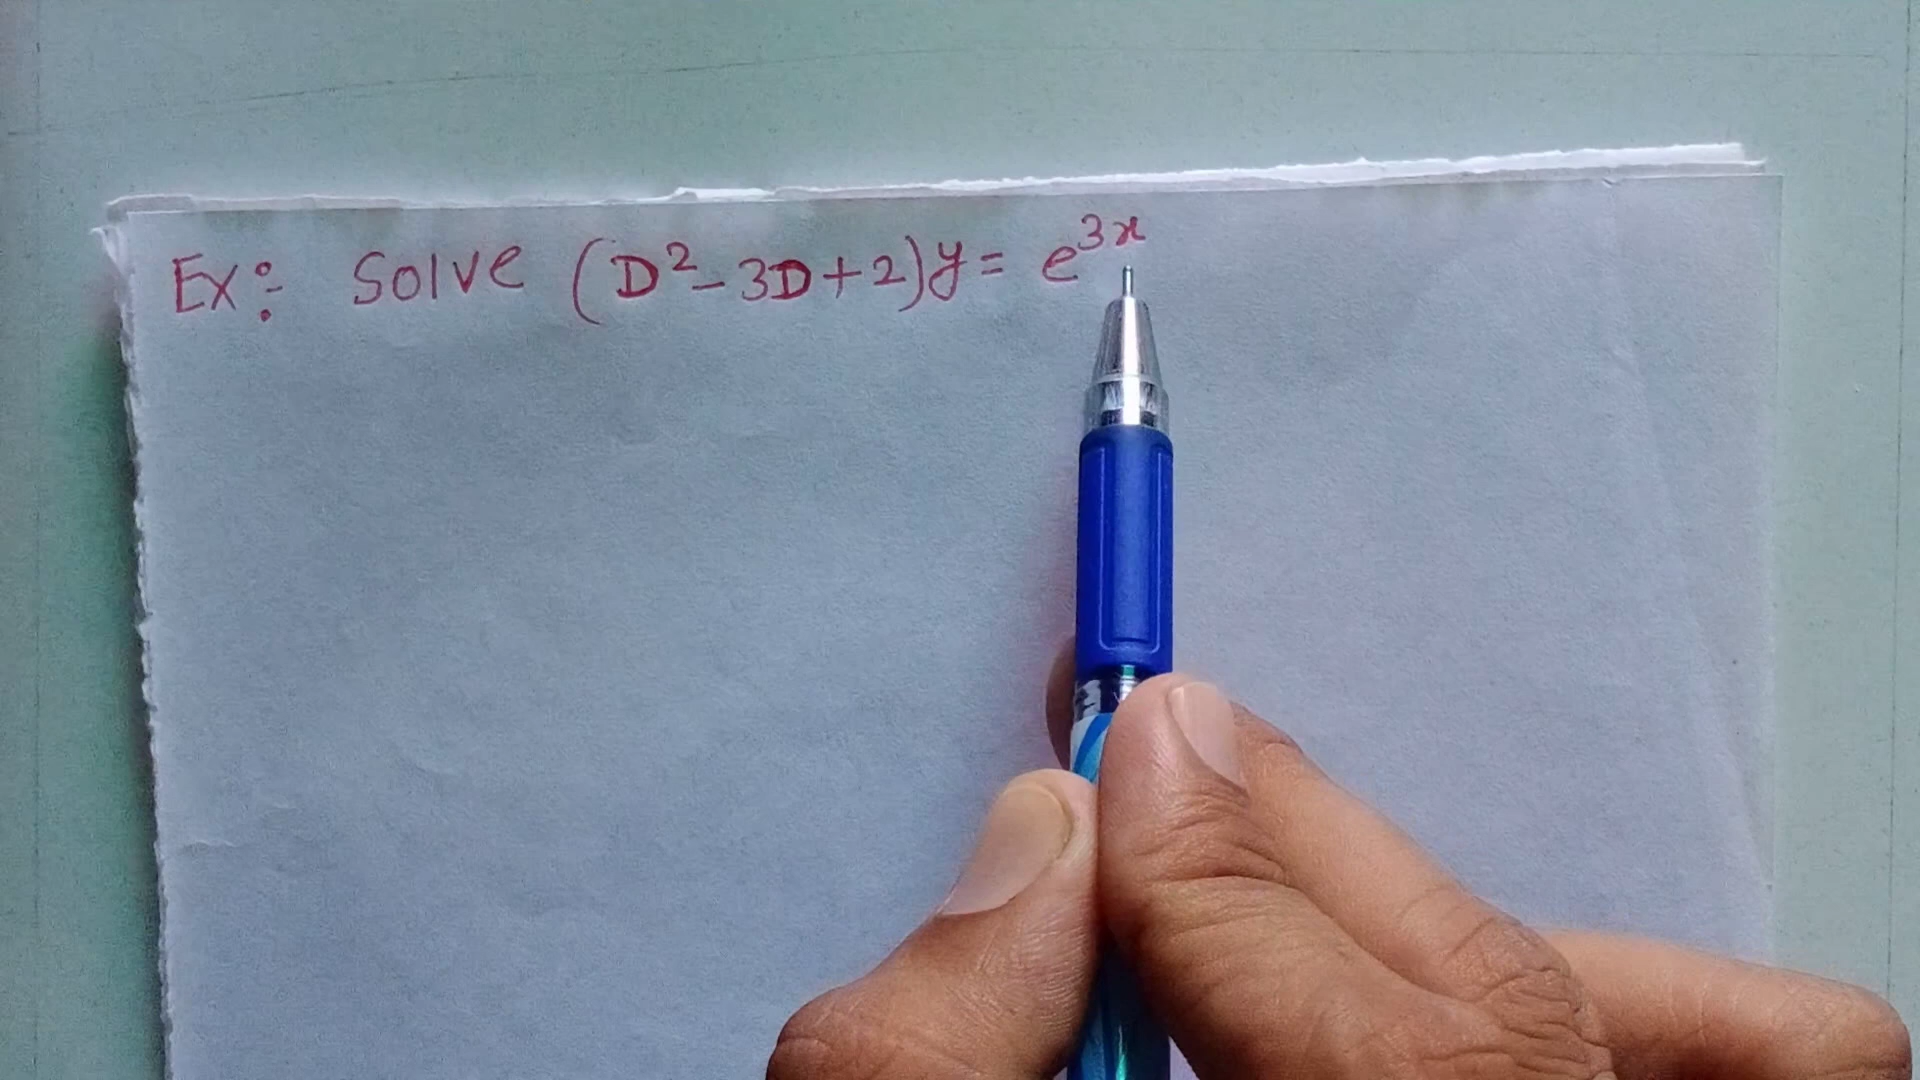 Ex: Solve (D² - 3D + 2)y = e³ˣ